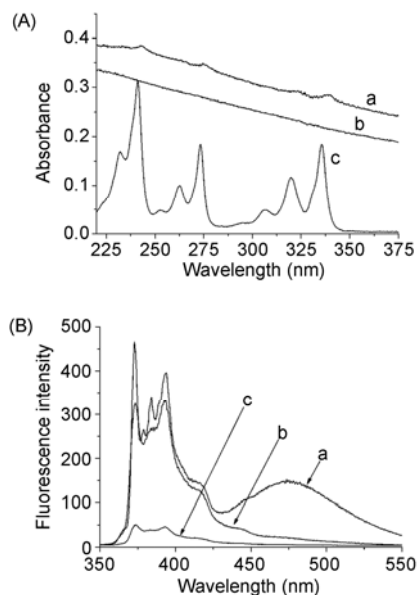 (A)
0.4
0.3
0.2
0.1
0.0
Absorbance
a
b
c
225 250 275 300 325 350 375
Wavelength (nm)
(B)
500
400
300
200
100
0
Fluorescence intensity
c
b
a
350 400 450 500 550
Wavelength (nm)